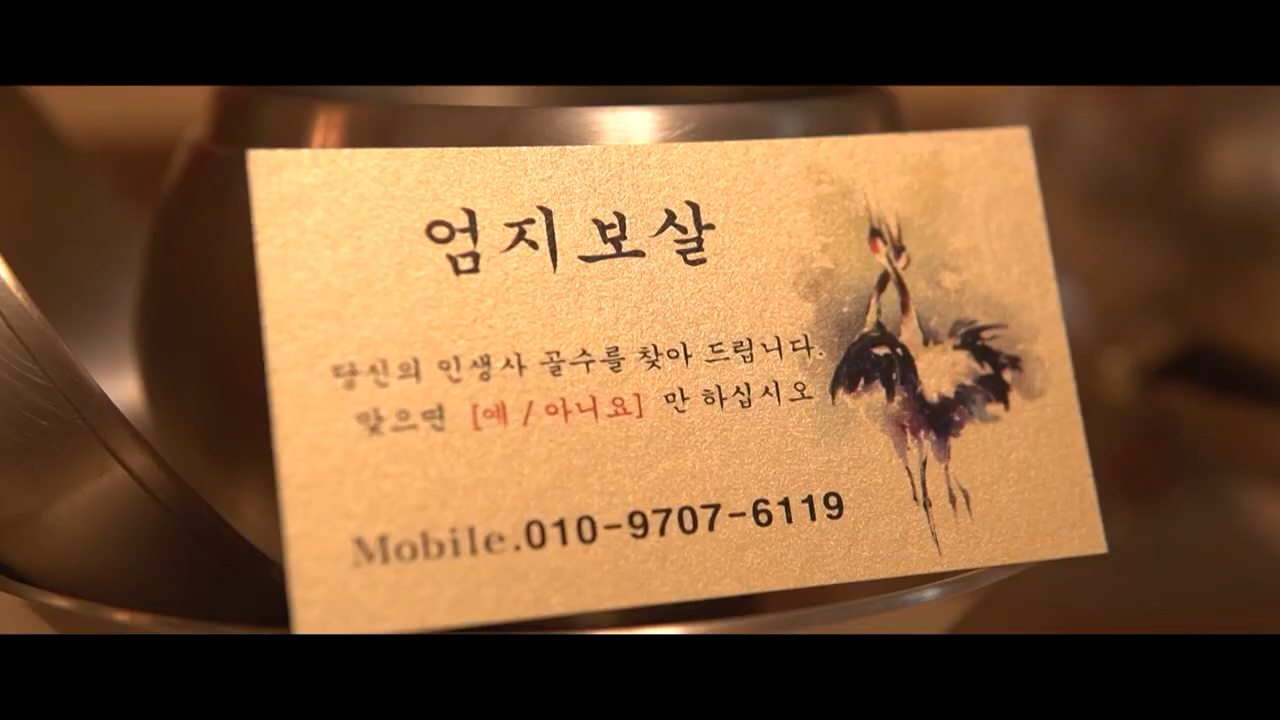 엄지보살
당신의 인생사 골수를 찾아 드립니다.
맞으면 [예 / 아니요] 만 하십시오
Mobile.010-9707-6119